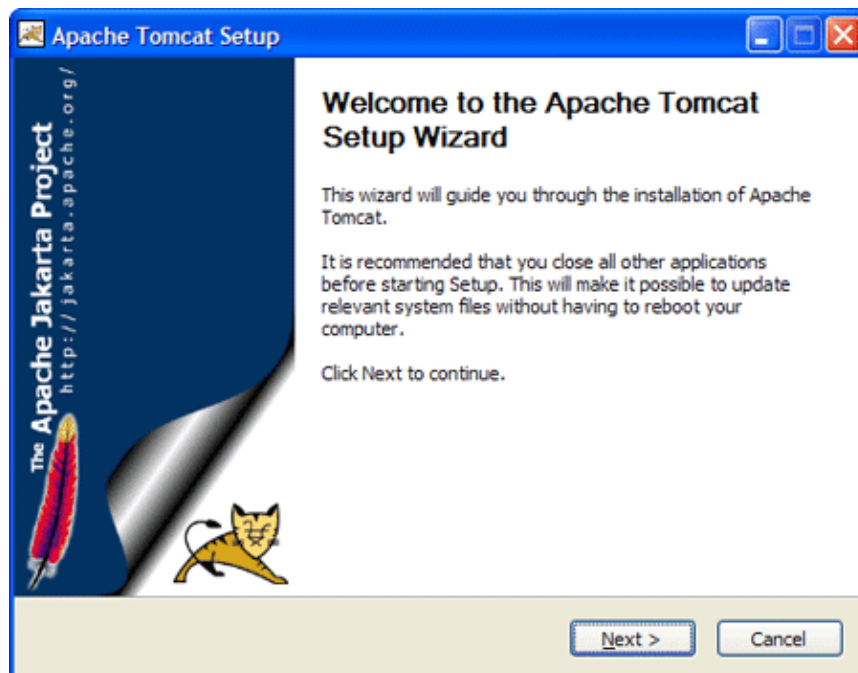 Apache Tomcat Setup
The Apache Jakarta Project
http://jakarta.apache.org/
Welcome to the Apache Tomcat
Setup Wizard
This wizard will guide you through the installation of Apache
Tomcat.
It is recommended that you close all other applications
before starting Setup. This will make it possible to update
relevant system files without having to reboot your
computer.
Click Next to continue.
Next >
Cancel